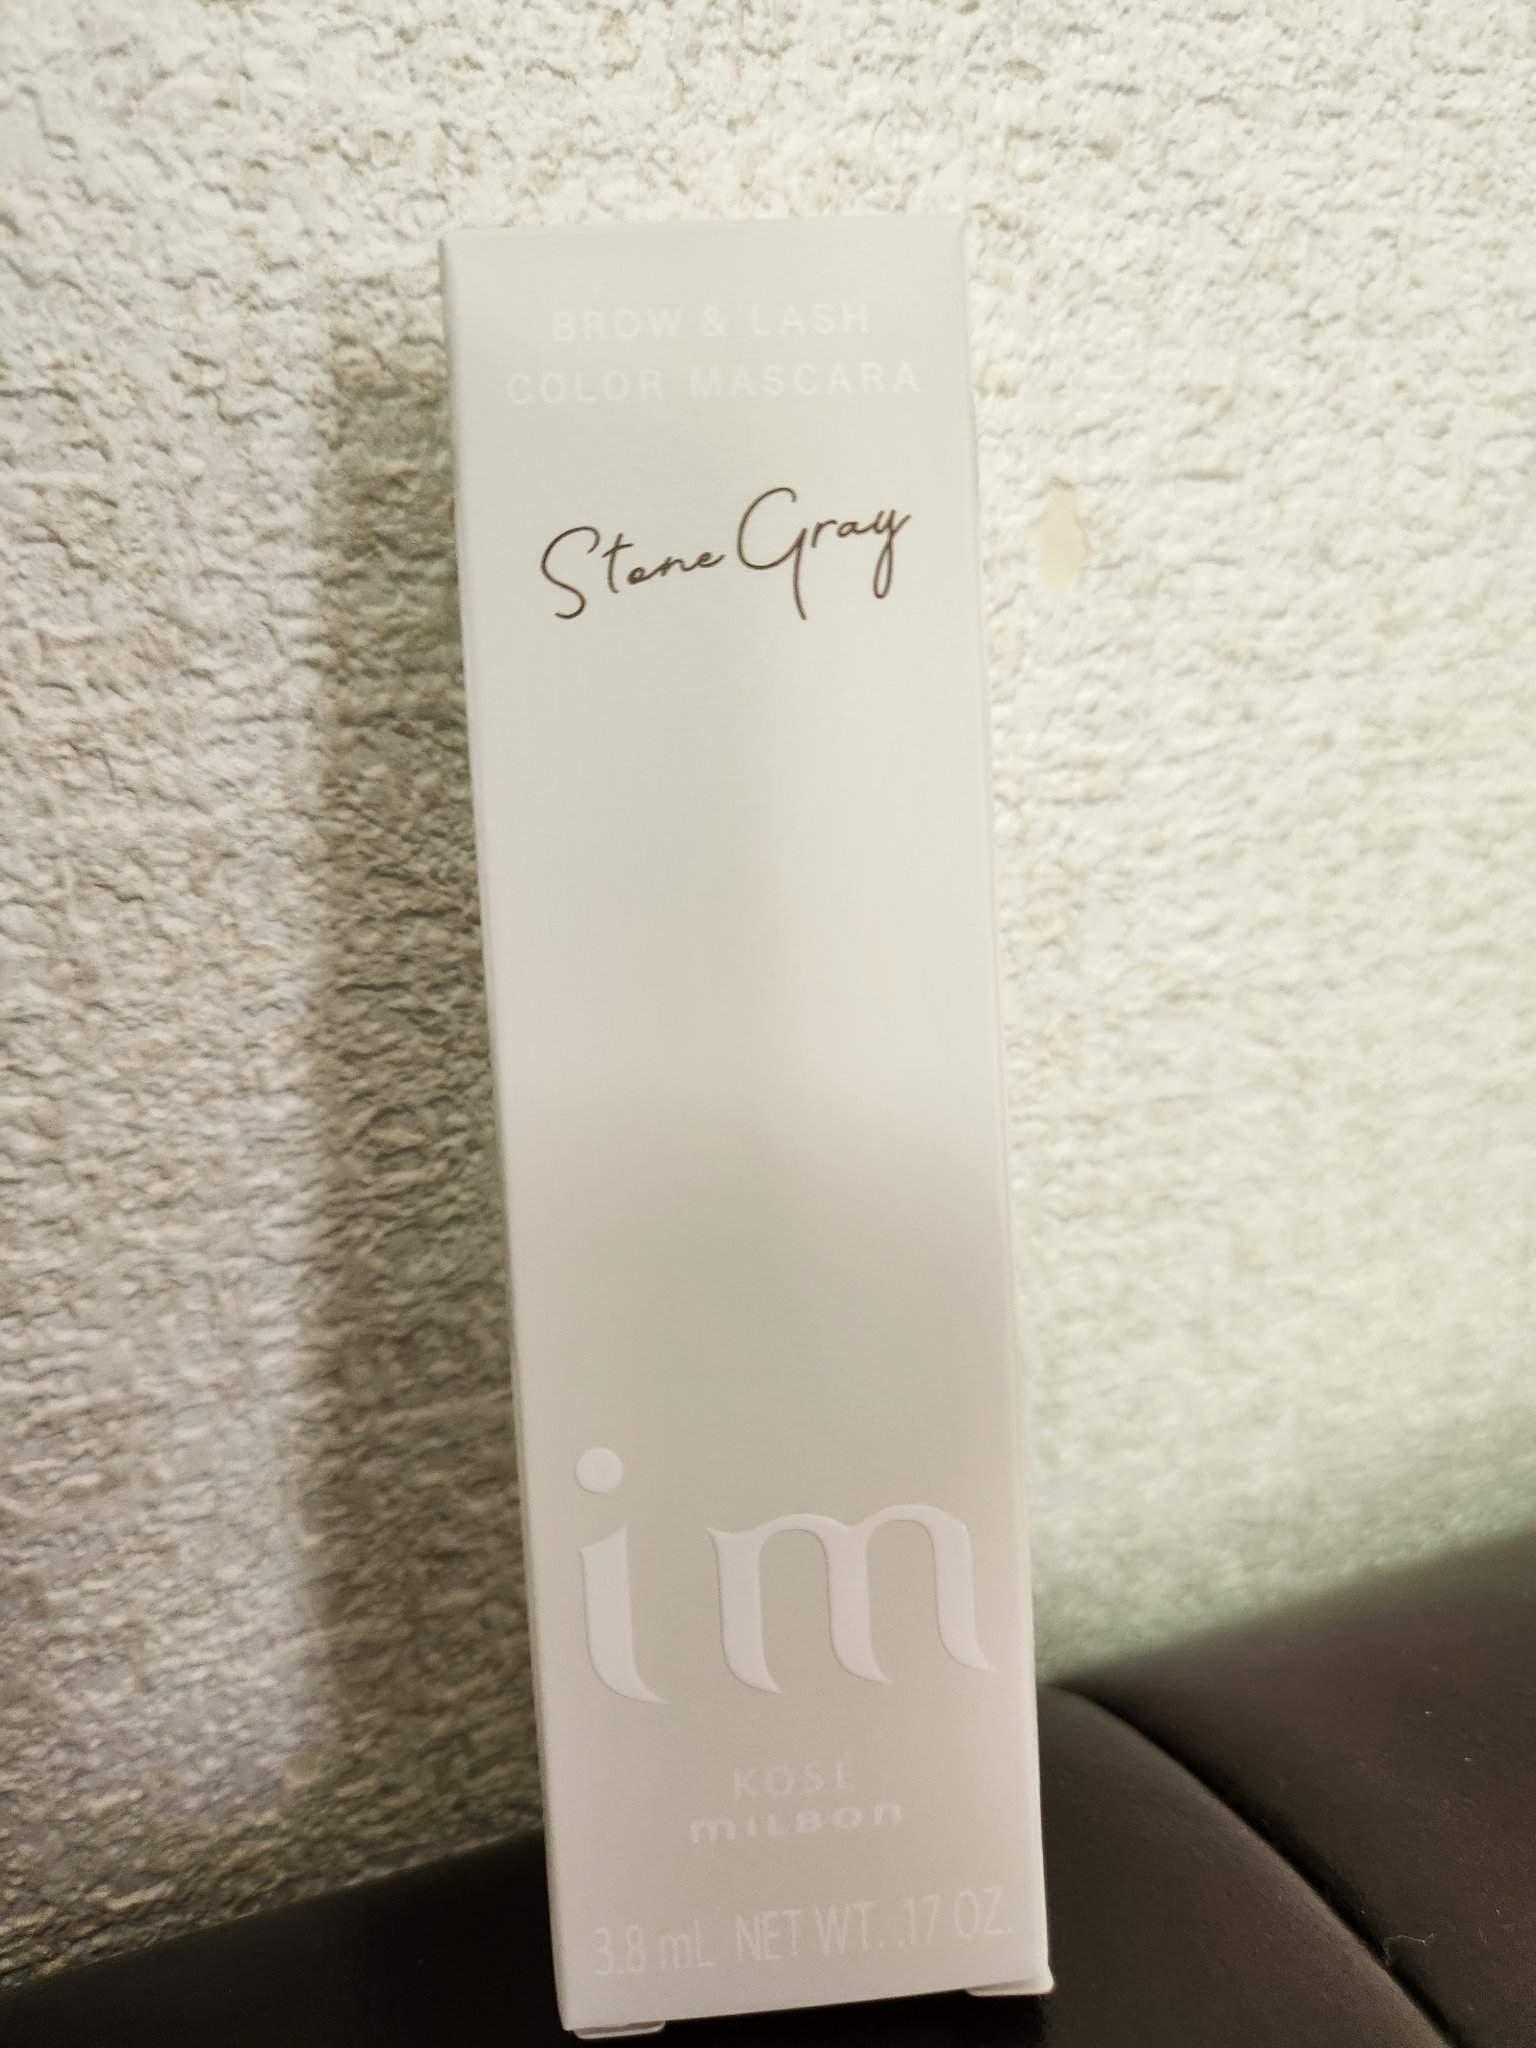 BROW & LASH
COLOR MASCARA
Stone Gray
im
KOSÉ
milbon
3.8 mL NET WT. .17 OZ.